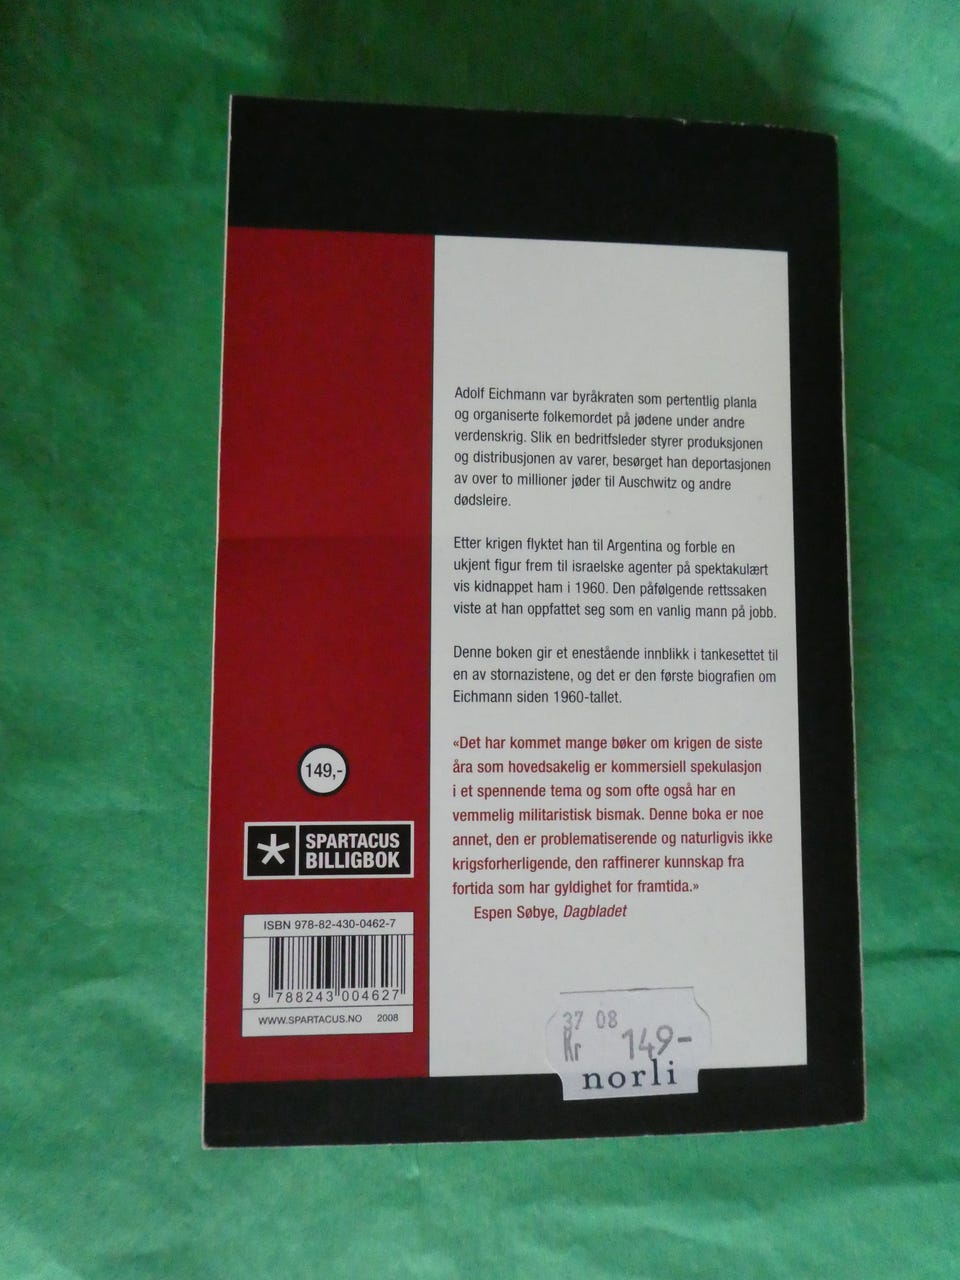 Adolf Eichmann var byråkraten som pertentlig planla
og organiserte folkemordet på jødene under andre
verdenskrig. Slik en bedritfsleder styrer produksjonen
og distribusjonen av varer, besørget han deportasjonen
av over to millioner jøder til Auschwitz og andre
dødsleire.
Etter krigen flyktet han til Argentina og forble en
ukjent figur frem til israelske agenter på spektakulært
vis kidnappet ham i 1960. Den påfølgende rettssaken
viste at han oppfattet seg som en vanlig mann på jobb.
Denne boken gir et enestående innblikk i tankesettet til
en av stornazistene, og det er den første biografien om
Eichmann siden 1960-tallet.
«Det har kommet mange bøker om krigen de siste
åra som hovedsakelig er kommersiell spekulasjon
i et spennende tema og som ofte også har en
vemmelig militaristisk bismak. Denne boka er noe
annet, den er problematiserende og naturligvis ikke
krigsforherligende, den raffinerer kunnskap fra
fortida som har gyldighet for framtida.»
Espen Søbye, Dagbladet
149,-
SPARTACUS
BILLIGBOK
ISBN 978-82-430-0462-7
9 788243 004627
WWW.SPARTACUS.NO 2008
37 08
Kr 149-
norli